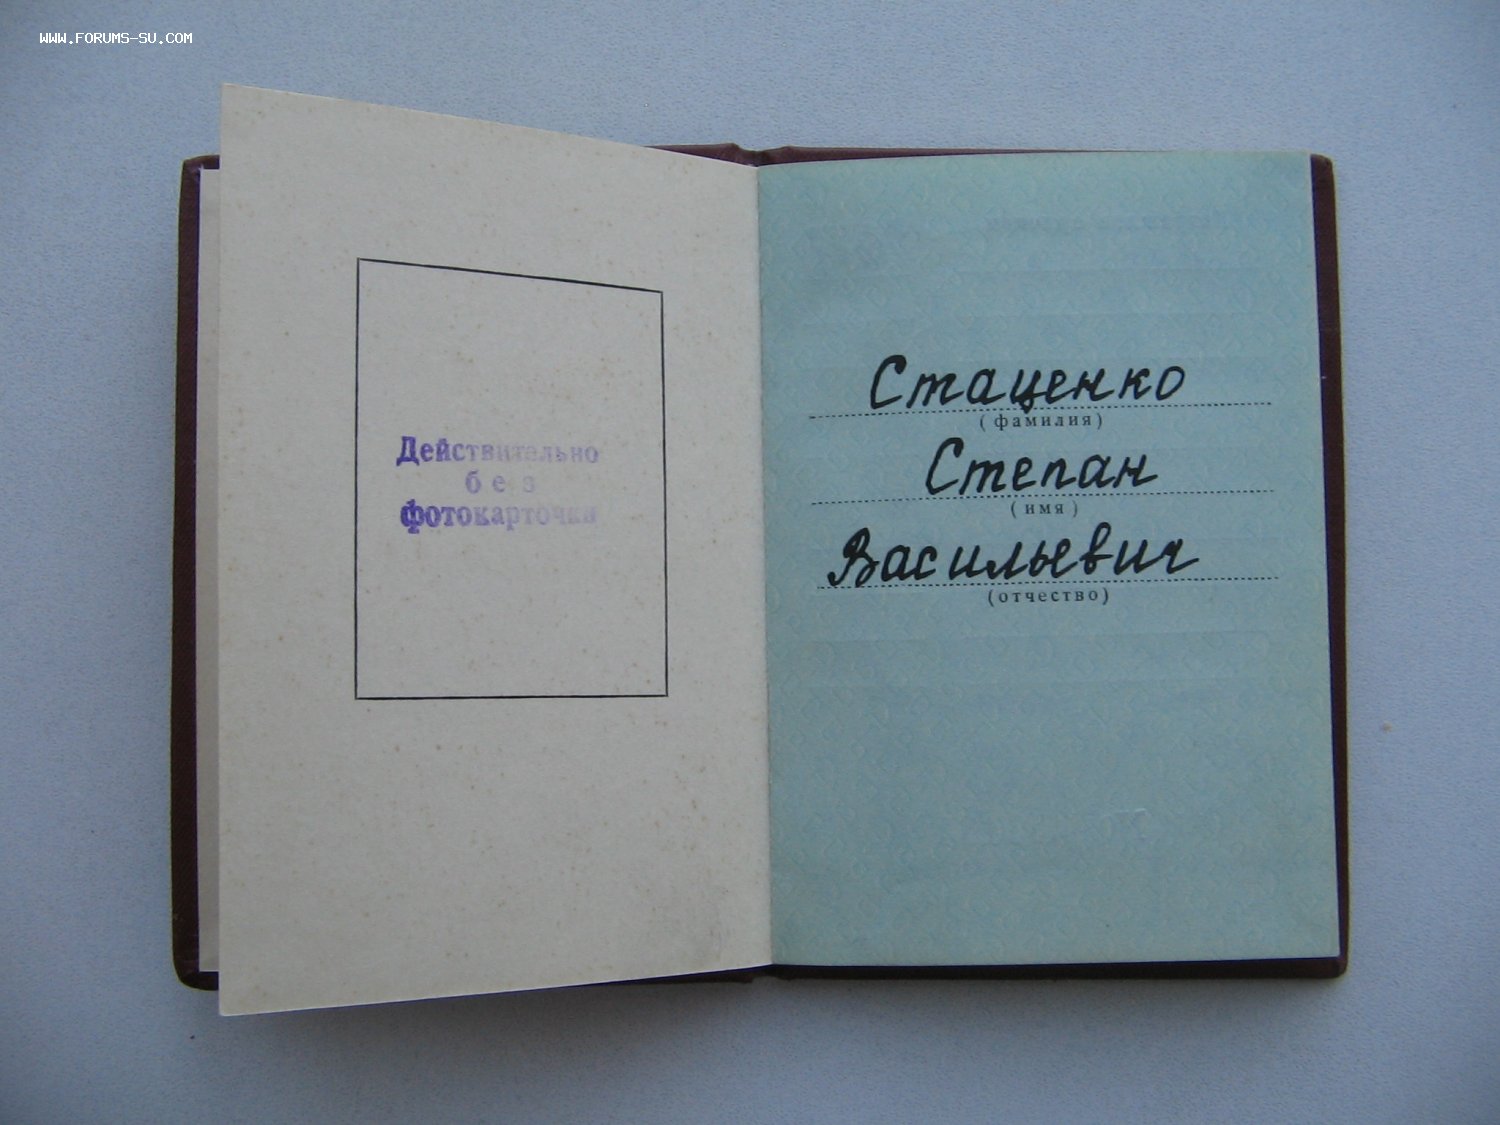 WWW.FORUMS-SU.COM
Действительно
без
фотокарточки
Стаценко
(фамилия)
Степан
(имя)
Васильевич
(отчество)